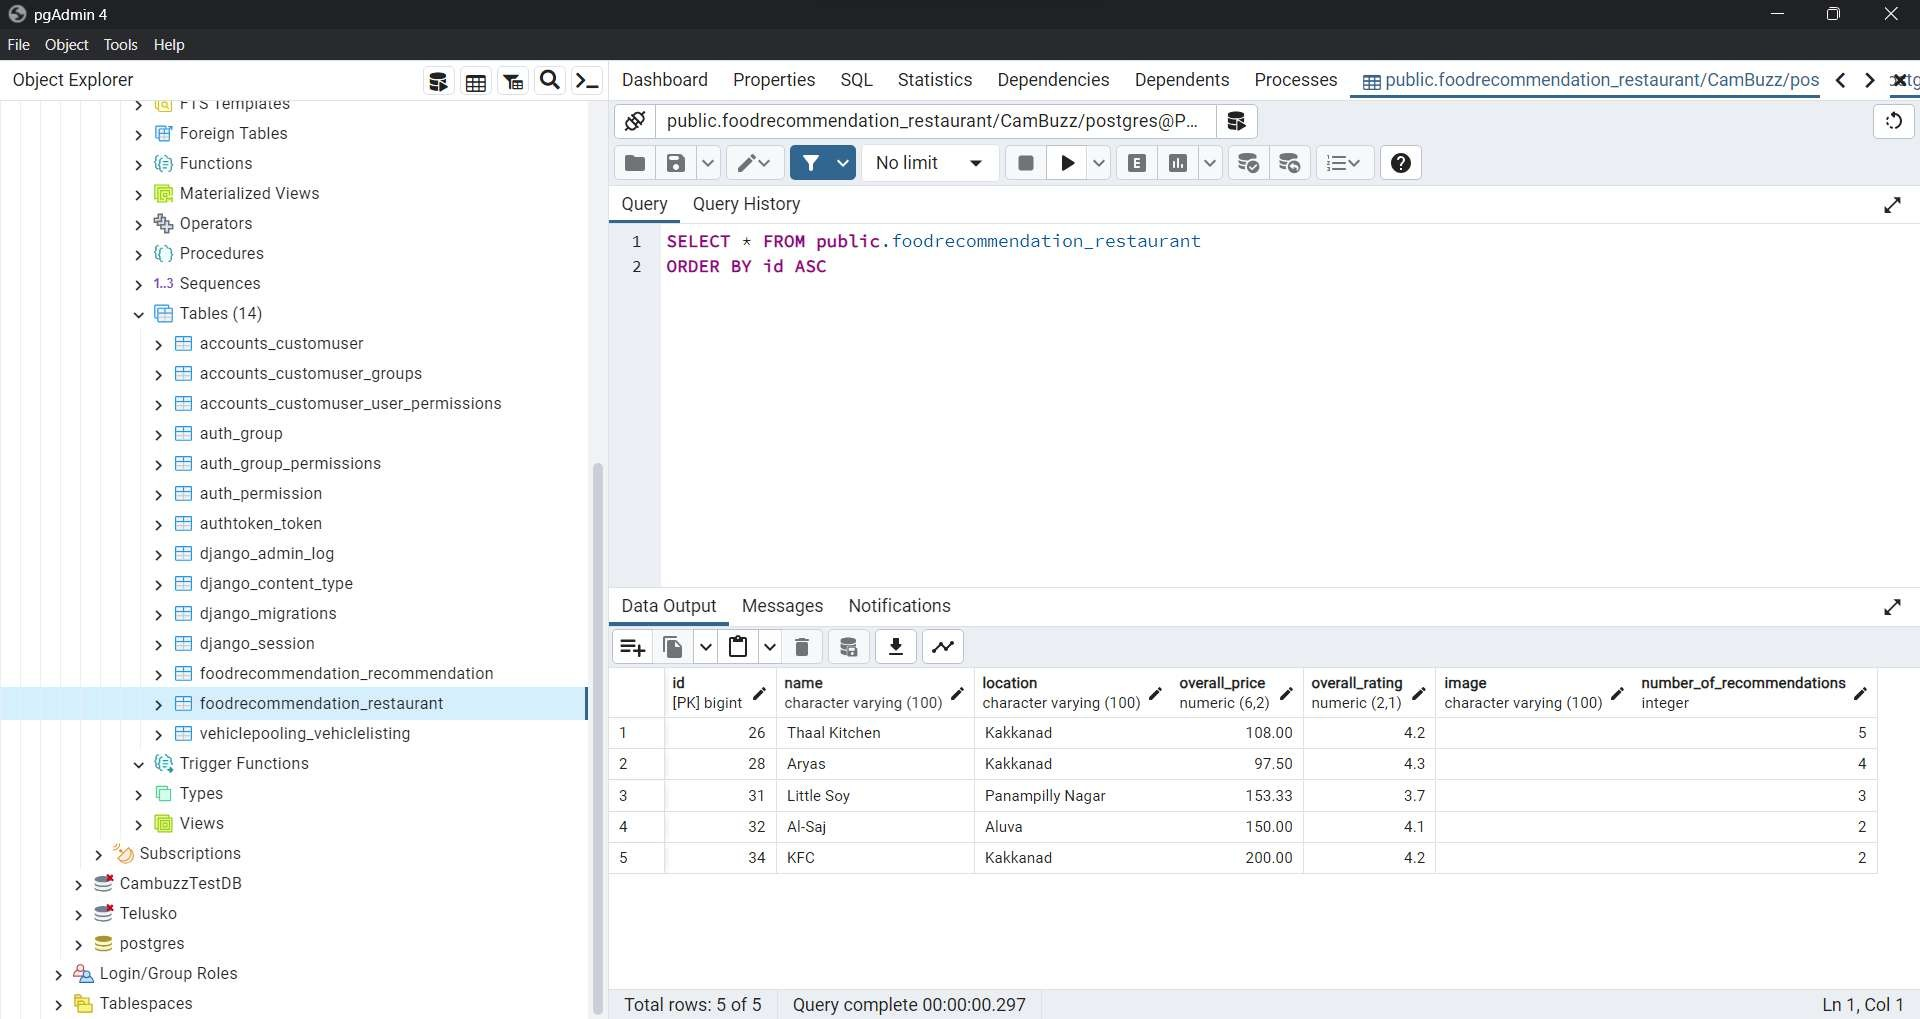 pgAdmin 4
File Object Tools Help
Object Explorer
FTS Templates
Foreign Tables
Functions
Materialized Views
Operators
Procedures
1..3 Sequences
Tables (14)
accounts_customuser
accounts_customuser_groups
accounts_customuser_user_permissions
auth_group
auth_group_permissions
auth_permission
authtoken_token
django_admin_log
django_content_type
django_migrations
django_session
foodrecommendation_recommendation
foodrecommendation_restaurant
vehiclepooling_vehiclelisting
Trigger Functions
Types
Views
Subscriptions
CambuzzTestDB
Telusko
postgres
Login/Group Roles
Tablespaces
Dashboard Properties SQL Statistics Dependencies Dependents Processes public.foodrecommendation_restaurant/CamBuzz/pos
public.foodrecommendation_restaurant/CamBuzz/postgres@P...
No limit E
Query Query History
1 SELECT * FROM public.foodrecommendation_restaurant
2 ORDER BY id ASC
Data Output Messages Notifications
id name location overall_price overall_rating image number_of_recommendations
[PK] bigint character varying (100) character varying (100) numeric (6,2) numeric (2,1) character varying (100) integer
1 26 Thaal Kitchen Kakkanad 108.00 4.2 5
2 28 Aryas Kakkanad 97.50 4.3 4
3 31 Little Soy Panampilly Nagar 153.33 3.7 3
4 32 Al-Saj Aluva 150.00 4.1 2
5 34 KFC Kakkanad 200.00 4.2 2
Total rows: 5 of 5 Query complete 00:00:00.297 Ln 1, Col 1